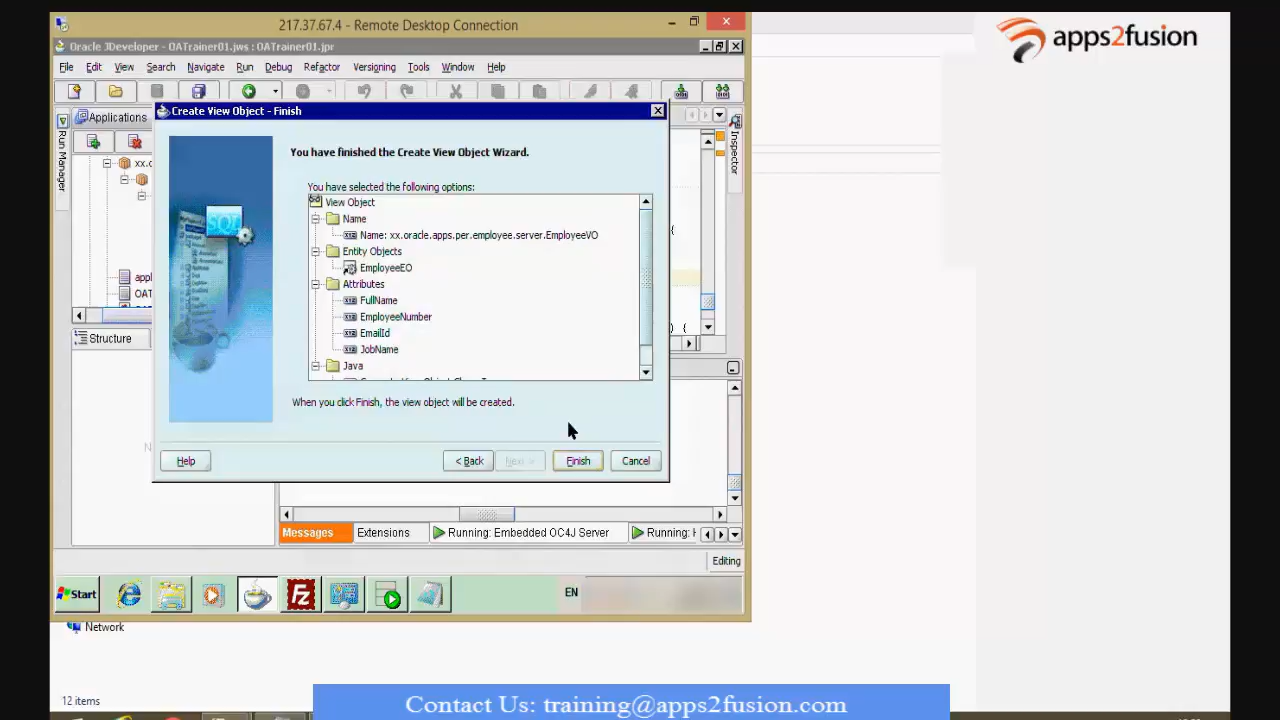 217.37.67.4 - Remote Desktop Connection
apps2fusion
Oracle JDeveloper - OATrainer01.jws : OATrainer01.jpr
File Edit View Search Navigate Run Debug Refactor Versioning Tools Window Help
Create View Object - Finish
Applications
Run Manager
Inspector
xx.o
You have finished the Create View Object Wizard.
You have selected the following options:
View Object
Name
Name: xx.oracle.apps.per.employee.server.EmployeeVO
Entity Objects
EmployeeEO
appl
Attributes
OAT
FullName
EmployeeNumber
EmailId
Structure
JobName
Java
When you click Finish, the view object will be created.
Help
< Back
Next >
Finish
Cancel
Messages
Extensions
Running: Embedded OC4J Server
Running: H
Editing
Start
EN
Network
12 items
Contact Us: training@apps2fusion.com